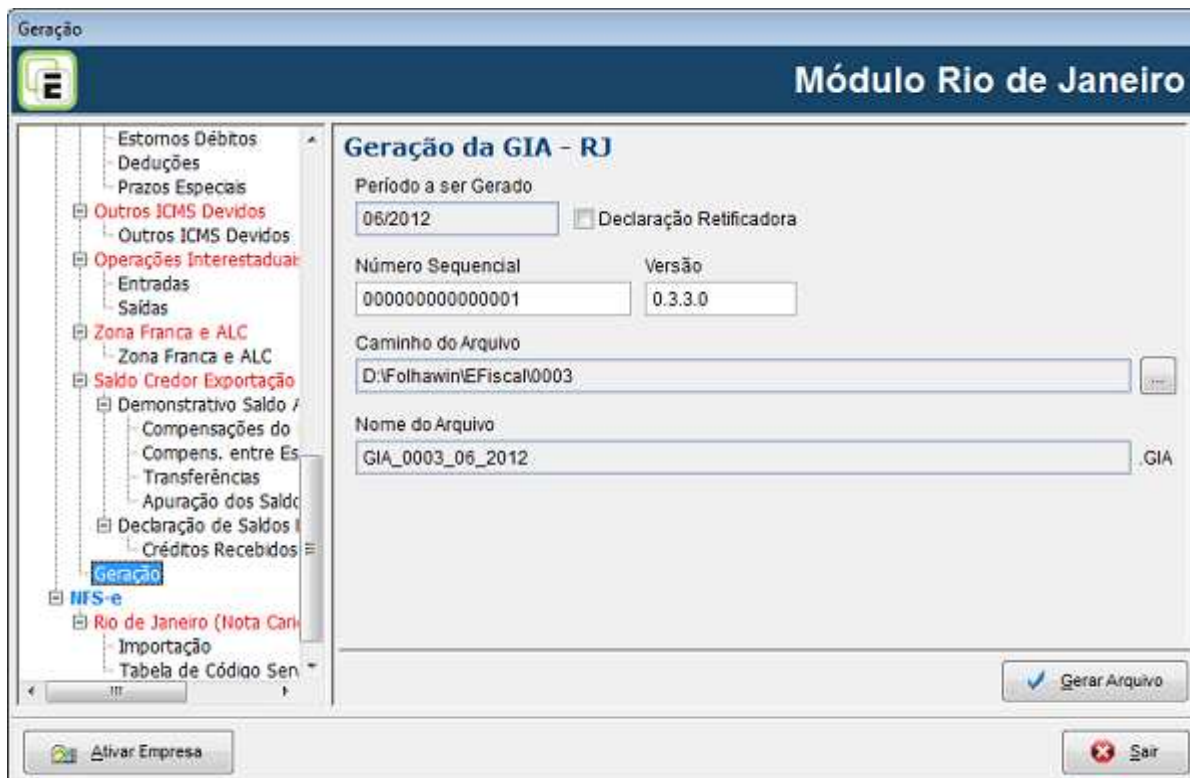 Geração
E
Módulo Rio de Janeiro
Estornos Débitos
Deduções
Prazos Especiais
Outros ICMS Devidos
Outros ICMS Devidos
Operações Interestaduai
Entradas
Saídas
Zona Franca e ALC
Zona Franca e ALC
Saldo Credor Exportação
Demonstrativo Saldo A
Compensações do
Compens. entre Es
Transferências
Apuração dos Saldo
Declaração de Saldos
Créditos Recebidos
Geração
NFS-e
Rio de Janeiro (Nota Cari
Importação
Tabela de Código Serv
Geração da GIA - RJ
Período a ser Gerado
06/2012
Declaração Retificadora
Número Sequencial Versão
000000000000001 0.3.3.0
Caminho do Arquivo
D:\Folhawin\EFiscal\0003
...
Nome do Arquivo
GIA_0003_06_2012 .GIA
Gerar Arquivo
Ativar Empresa
Sair